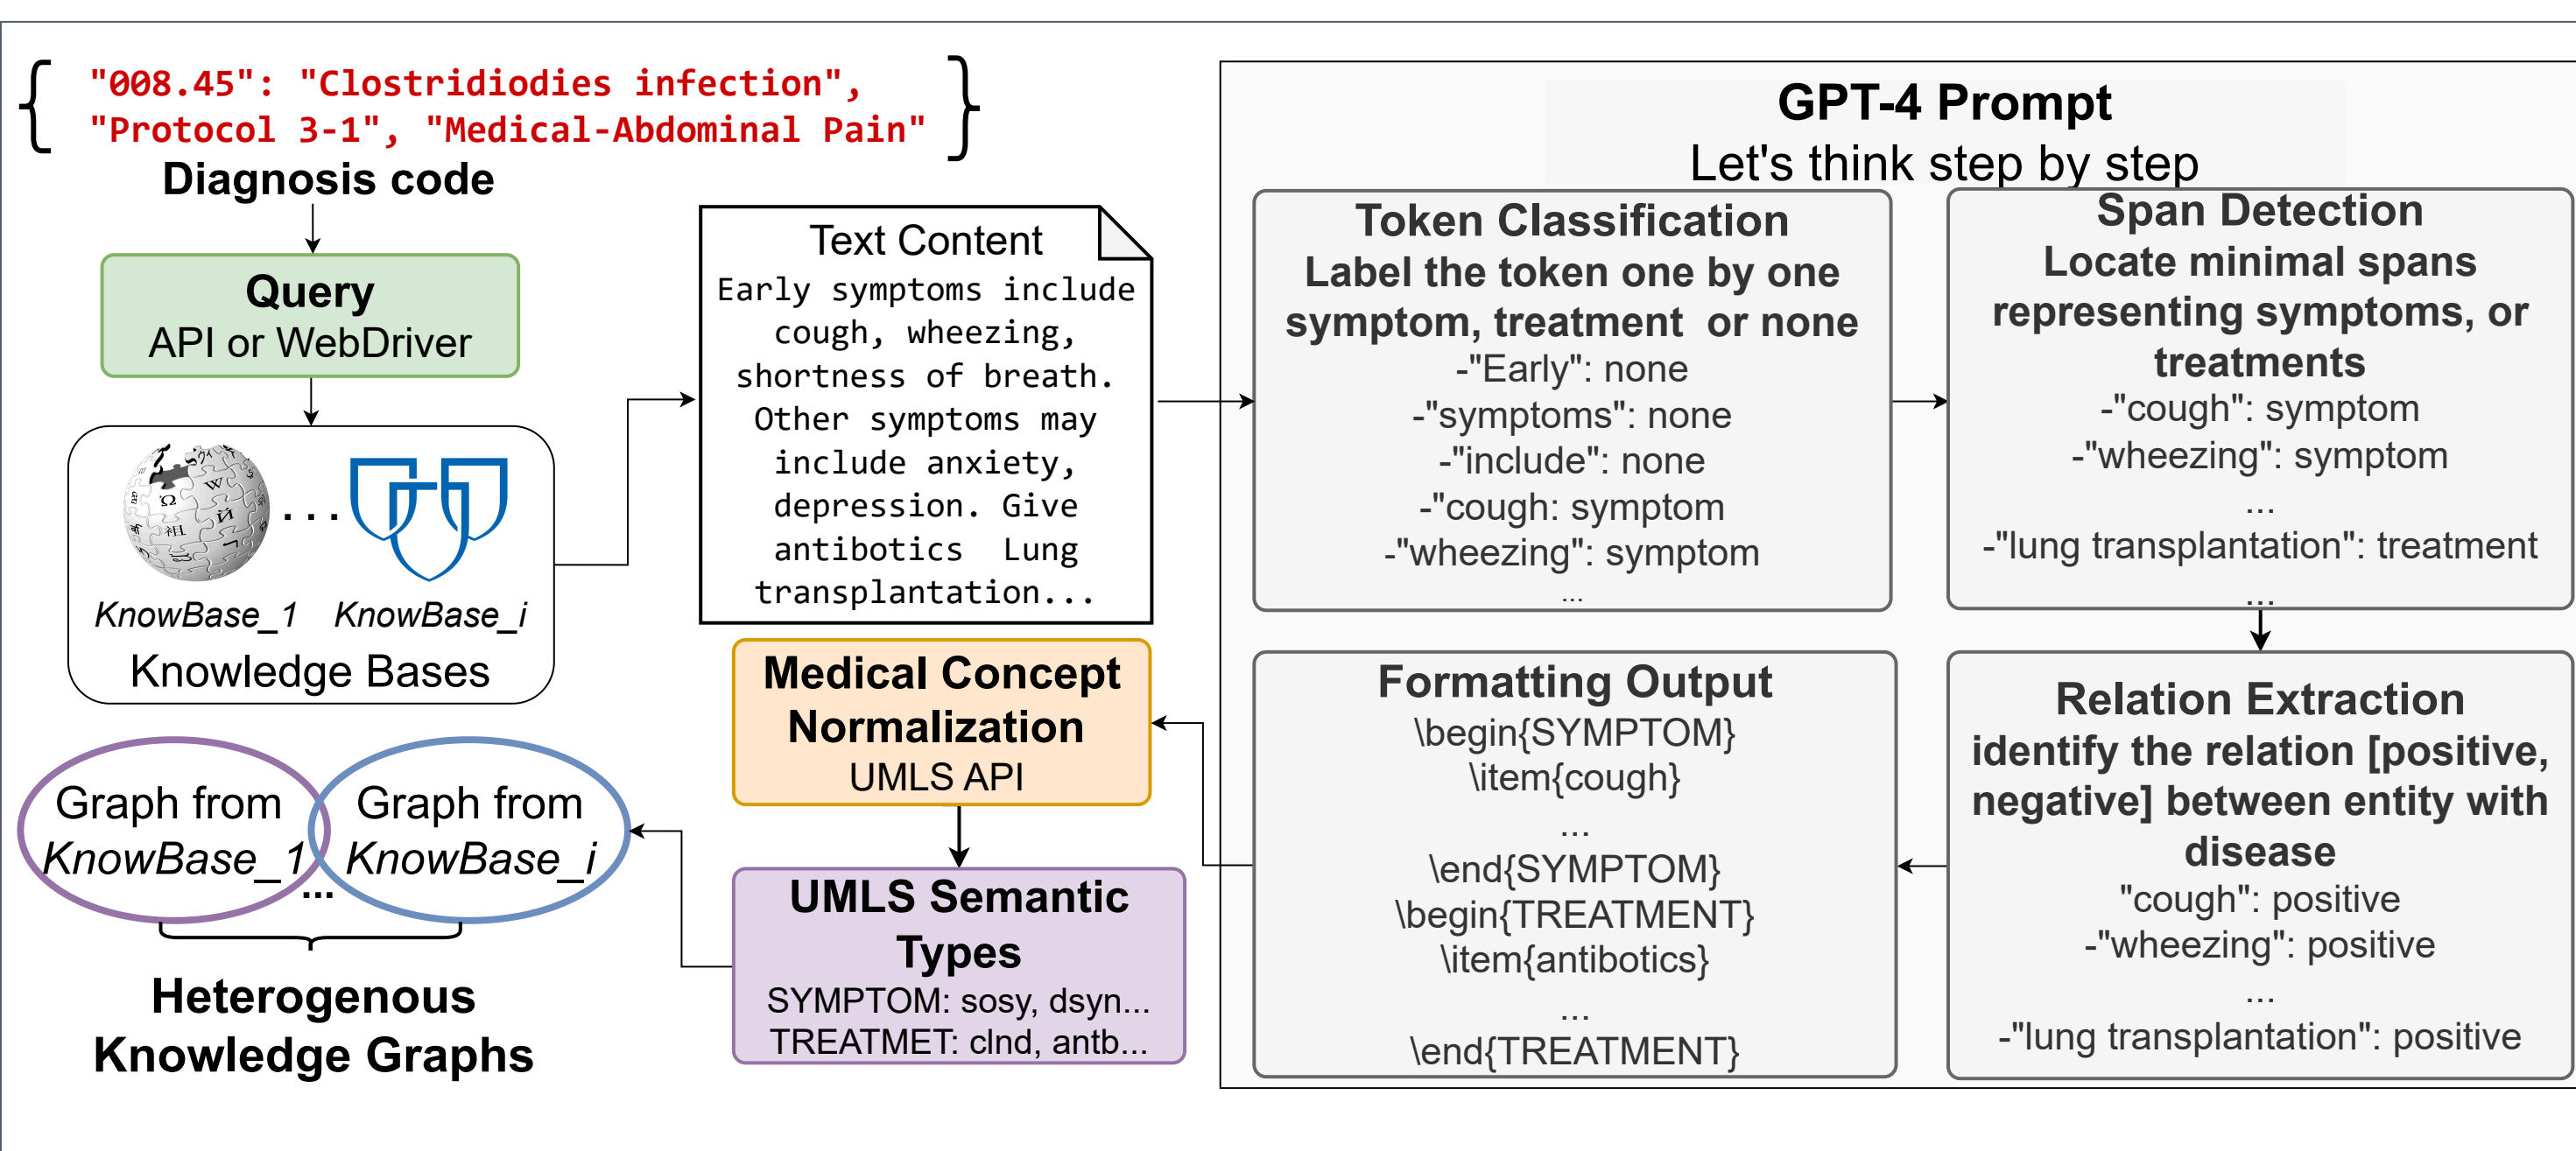 { "008.45": "Clostridiodies infection",
"Protocol 3-1", "Medical-Abdominal Pain" }
Diagnosis code
Query
API or WebDriver
...
KnowBase_1 KnowBase_i
Knowledge Bases
Text Content
Early symptoms include
cough, wheezing,
shortness of breath.
Other symptoms may
include anxiety,
depression. Give
antibotics Lung
transplantation...
GPT-4 Prompt
Let's think step by step
Token Classification
Label the token one by one
symptom, treatment or none
-"Early": none
-"symptoms": none
-"include": none
-"cough: symptom
-"wheezing": symptom
...
Span Detection
Locate minimal spans
representing symptoms, or
treatments
-"cough": symptom
-"wheezing": symptom
...
-"lung transplantation": treatment
...
Relation Extraction
identify the relation [positive,
negative] between entity with
disease
"cough": positive
-"wheezing": positive
...
-"lung transplantation": positive
Formatting Output
\begin{SYMPTOM}
\item{cough}
...
\end{SYMPTOM}
\begin{TREATMENT}
\item{antibotics}
...
\end{TREATMENT}
Medical Concept
Normalization
UMLS API
UMLS Semantic
Types
SYMPTOM: sosy, dsyn...
TREATMET: clnd, antb...
Graph from
KnowBase_1
Graph from
KnowBase_i
...
Heterogenous
Knowledge Graphs